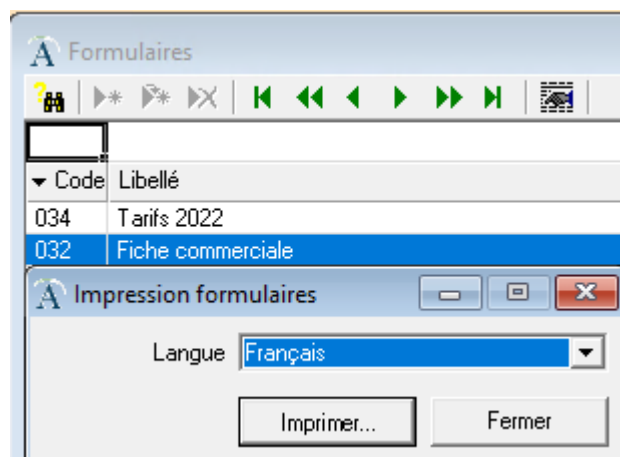 Formulaires
Code Libellé
034 Tarifs 2022
032 Fiche commerciale
Impression formulaires
Langue Français
Imprimer... Fermer